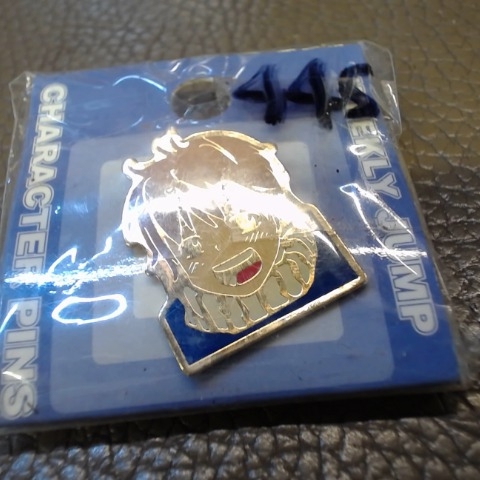 44.S
CHARACTER PINS
EKLY JUMP